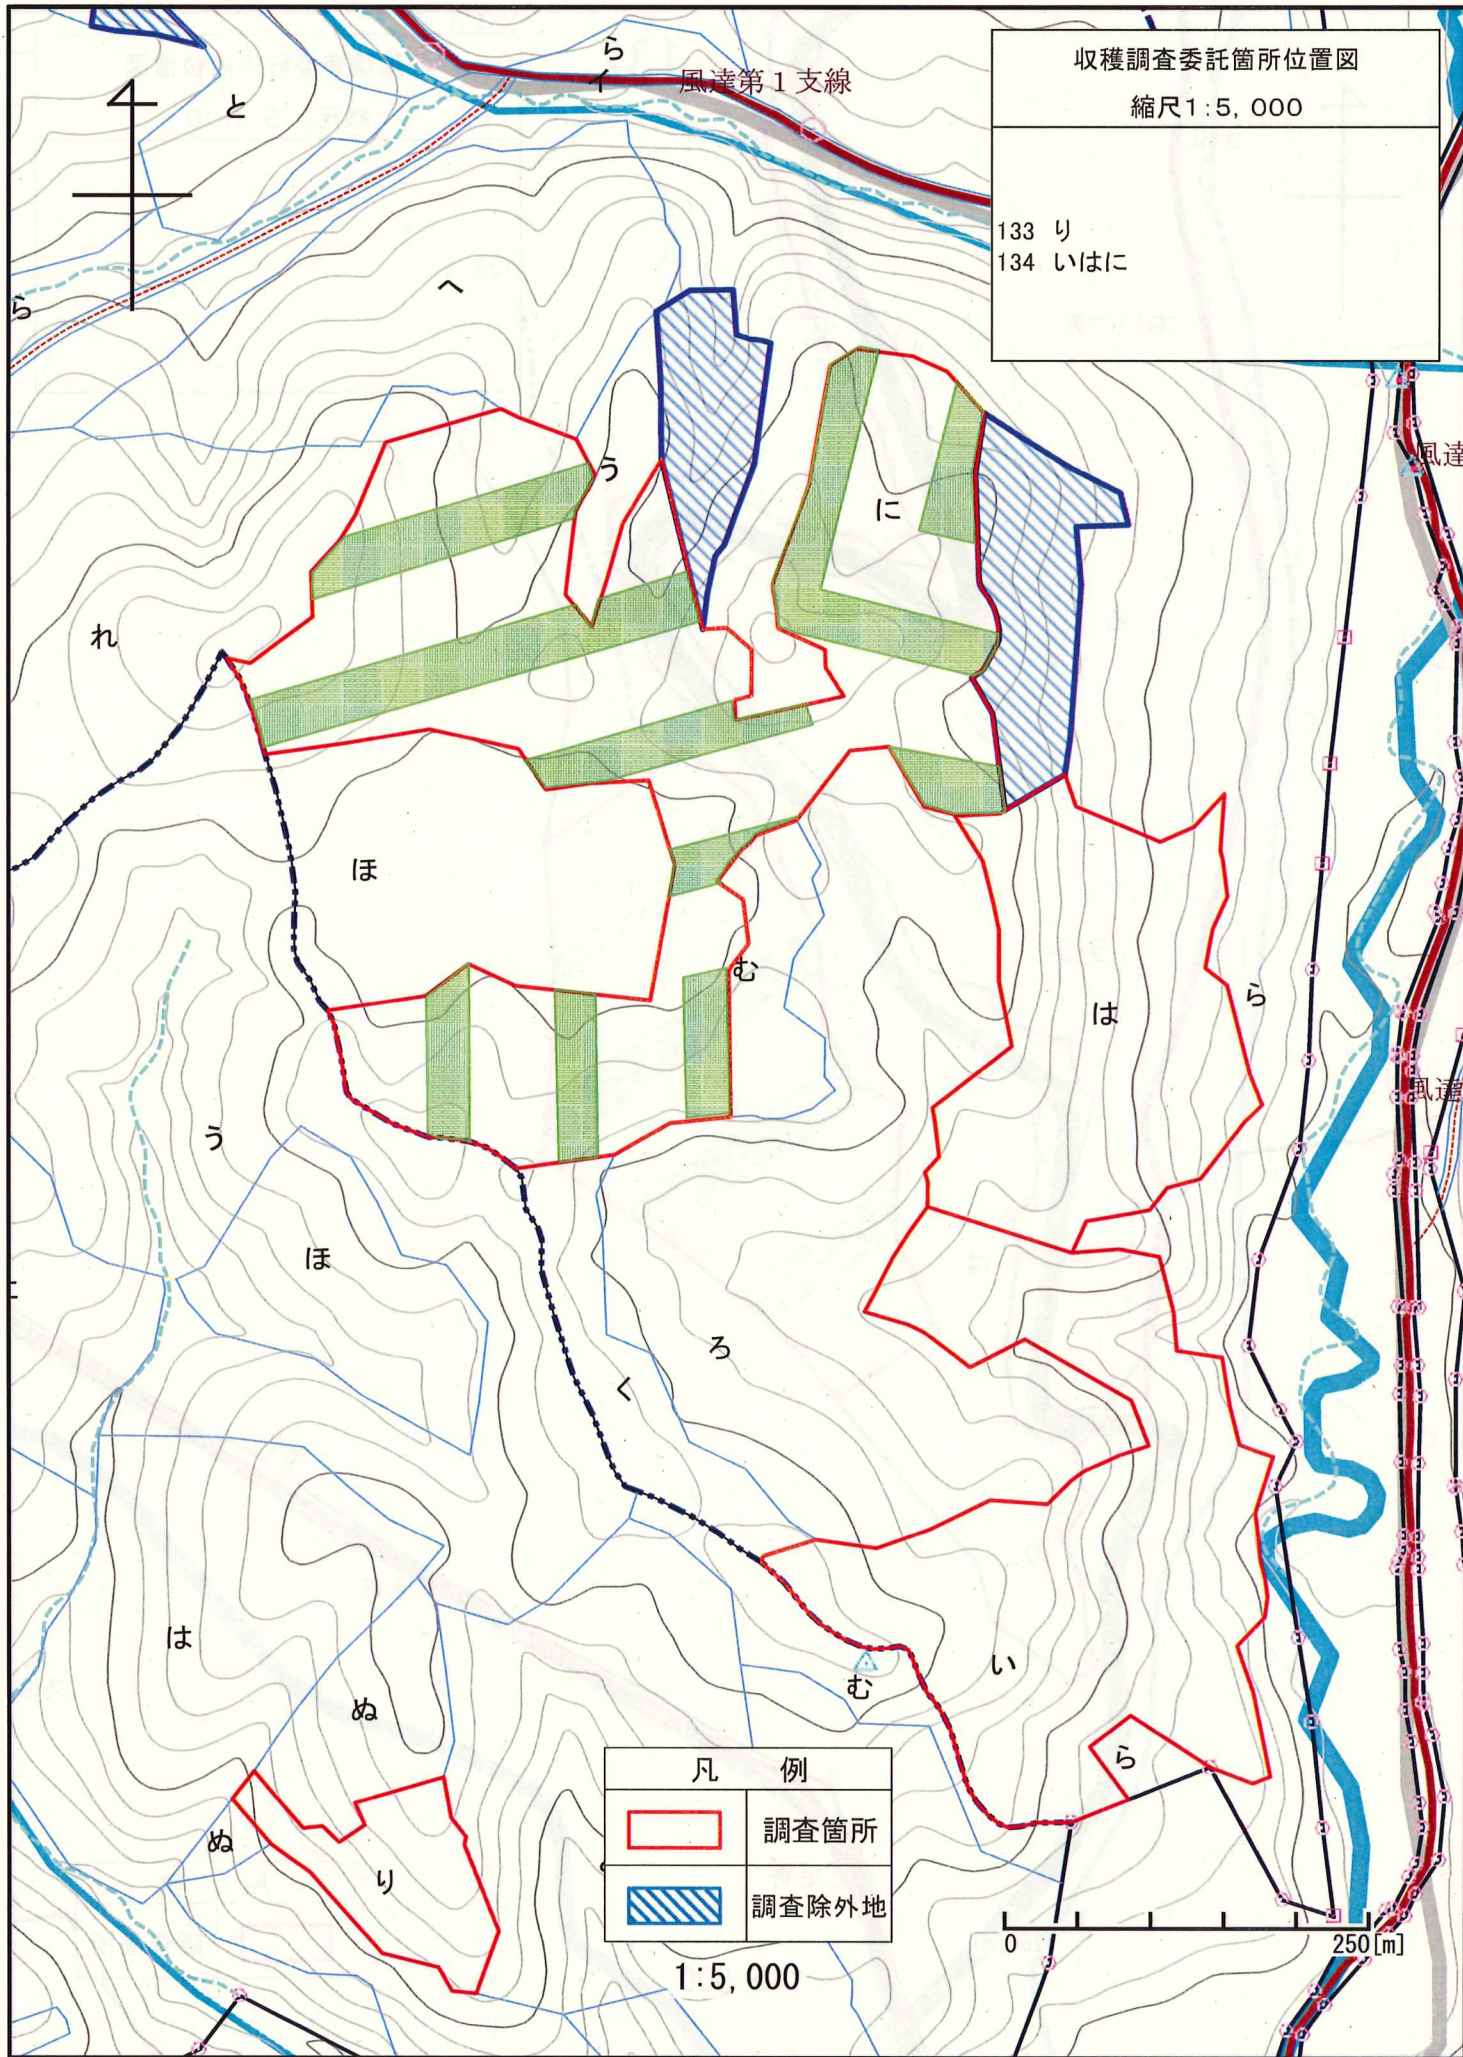 収穫調査委託箇所位置図
縮尺1:5,000
133 り
134 いはに
ら
イ
風達第1支線
と
ら
へ
風達
う
に
れ
ほ
む
は
ら
風達
う
ほ
ろ
く
は
い
む
ぬ
ら
ぬ
り
凡 例
調査箇所
調査除外地
1:5,000
0 250[m]